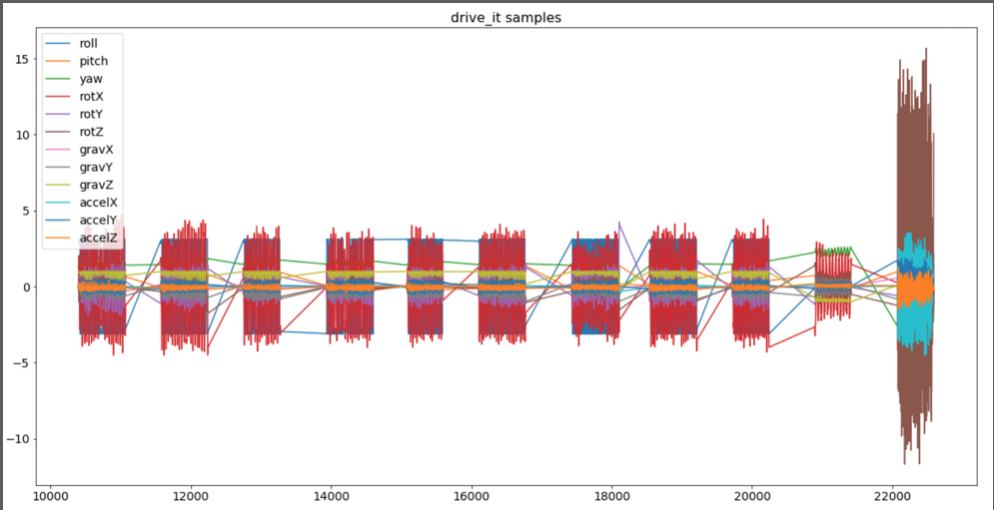 drive_it samples
roll
pitch
yaw
rotX
rotY
rotZ
gravX
gravY
gravZ
accelX
accelY
accelZ
15
10
5
0
−5
−10
10000 12000 14000 16000 18000 20000 22000